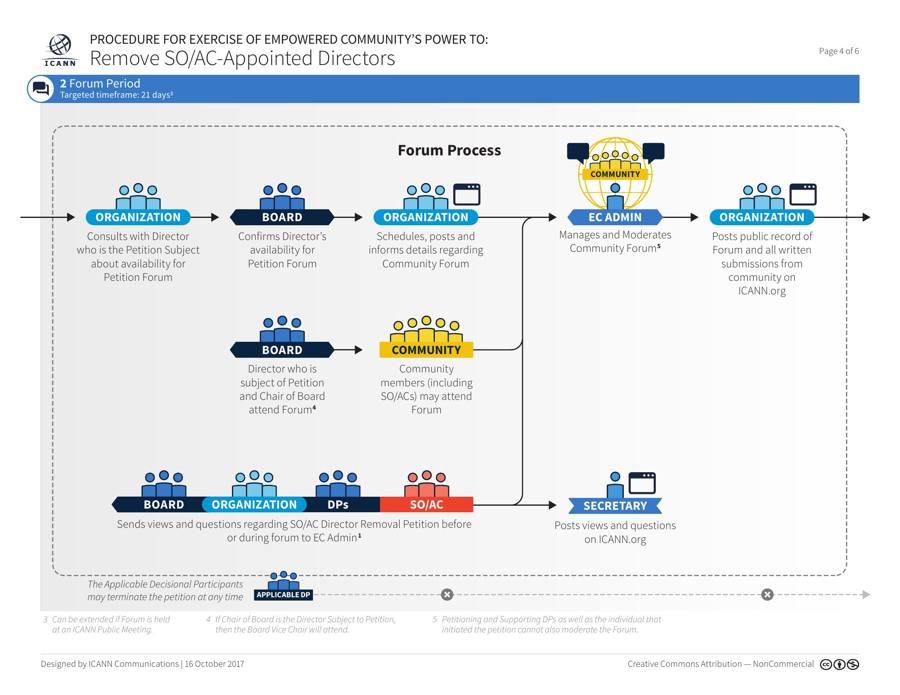 PROCEDURE FOR EXERCISE OF EMPOWERED COMMUNITY'S POWER TO:
Remove SO/AC-Appointed Directors
ICANN
Page 4 of 6
2 Forum Period
Targeted timeframe: 21 days³
Forum Process
COMMUNITY
ORGANIZATION
Consults with Director
who is the Petition Subject
about availability for
Petition Forum
BOARD
Confirms Director's
availability for
Petition Forum
ORGANIZATION
Schedules, posts and
informs details regarding
Community Forum
EC ADMIN
Manages and Moderates
Community Forum⁵
ORGANIZATION
Posts public record of
Forum and all written
submissions from
community on
ICANN.org
BOARD
Director who is
subject of Petition
and Chair of Board
attend Forum⁴
COMMUNITY
Community
members (including
SO/ACs) may attend
Forum
BOARD ORGANIZATION DPs SO/AC
Sends views and questions regarding SO/AC Director Removal Petition before
or during forum to EC Admin¹
SECRETARY
Posts views and questions
on ICANN.org
The Applicable Decisional Participants
may terminate the petition at any time
APPLICABLE DP
3 Can be extended if Forum is held
at an ICANN Public Meeting.
4 If Chair of Board is the Director Subject to Petition,
then the Board Vice Chair will attend.
5 Petitioning and Supporting DPs as well as the individual that
initiated the petition cannot also moderate the Forum.
Designed by ICANN Communications | 16 October 2017
Creative Commons Attribution — NonCommercial